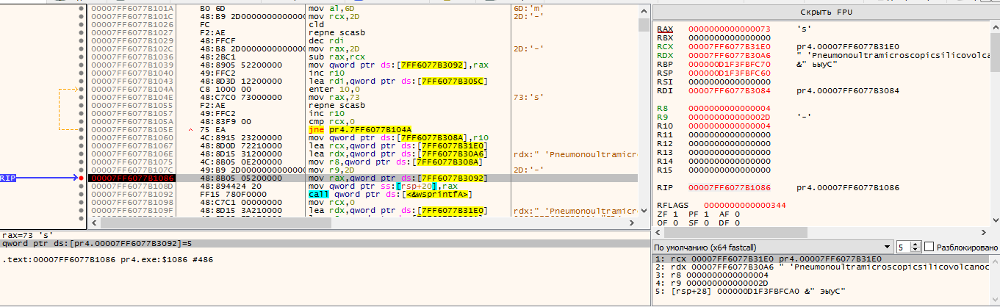 00007FF6077B101A B0 6D mov al,6D 6D:'m'
00007FF6077B101C 48:B9 2D00000000000000 mov rcx,2D 2D:'-'
00007FF6077B1026 FC cld
00007FF6077B1027 F2:AE repne scasb
00007FF6077B1029 48:FFCF dec rdi
00007FF6077B102C 48:B8 2D00000000000000 mov rax,2D 2D:'-'
00007FF6077B1036 48:2BC1 sub rax,rcx
00007FF6077B1039 48:8905 52200000 mov qword ptr ds:[7FF6077B3092],rax
00007FF6077B1040 49:FFC2 inc r10
00007FF6077B1043 48:8D3D 12200000 lea rdi,qword ptr ds:[7FF6077B305C]
00007FF6077B104A C8 1000 00 enter 10,0
00007FF6077B104E 48:C7C0 73000000 mov rax,73 73:'s'
00007FF6077B1055 F2:AE repne scasb
00007FF6077B1057 49:FFC2 inc r10
00007FF6077B105A 48:83F9 00 cmp rcx,0
00007FF6077B105E 75 EA jne pr4.7FF6077B104A
00007FF6077B1060 4C:8915 23200000 mov qword ptr ds:[7FF6077B308A],r10
00007FF6077B1067 48:8D0D 72210000 lea rcx,qword ptr ds:[7FF6077B31E0]
00007FF6077B106E 48:8D15 31200000 lea rdx,qword ptr ds:[7FF6077B30A6] rdx:" 'Pneumonoultramicr
00007FF6077B1075 4C:8B05 0E200000 mov r8,qword ptr ds:[7FF6077B308A]
00007FF6077B107C 49:B9 2D00000000000000 mov r9,2D 2D:'-'
RIP 00007FF6077B1086 48:8B05 05200000 mov rax,qword ptr ds:[7FF6077B3092]
00007FF6077B108D 48:894424 20 mov qword ptr ss:[rsp+20],rax
00007FF6077B1092 FF15 780F0000 call qword ptr ds:[<&wsprintfA>]
00007FF6077B1098 48:C7C1 00000000 mov rcx,0
00007FF6077B109F 48:8D15 3A210000 lea rdx,qword ptr ds:[7FF6077B31E0] rdx:" 'Pneumonoultramicr
rax=73 's'
qword ptr ds:[pr4.00007FF6077B3092]=5
.text:00007FF6077B1086 pr4.exe:$1086 #486
Скрыть FPU
RAX 0000000000000073 's'
RBX 0000000000000000
RCX 00007FF6077B31E0 pr4.00007FF6077B31E0
RDX 00007FF6077B30A6 " 'Pneumonoultramicroscopicsilicovolca
RBP 000000D1F3FBFC70 &" ыыуС"
RSP 000000D1F3FBFC60
RSI 0000000000000000
RDI 00007FF6077B3084 pr4.00007FF6077B3084
R8 0000000000000004
R9 000000000000002D '-'
R10 0000000000000004
R11 0000000000000000
R12 0000000000000000
R13 0000000000000000
R14 0000000000000000
R15 0000000000000000
RIP 00007FF6077B1086 pr4.00007FF6077B1086
RFLAGS 0000000000000344
ZF 1 PF 1 AF 0
OF 0 SF 0 DF 0
По умолчанию (x64 fastcall) 5 Разблокировано
1: rcx 00007FF6077B31E0 pr4.00007FF6077B31E0
2: rdx 00007FF6077B30A6 " 'Pneumonoultramicroscopicsilicovolcanoc
3: r8 0000000000000004
4: r9 000000000000002D
5: [rsp+28] 000000D1F3FBFCA0 &" эыуС"